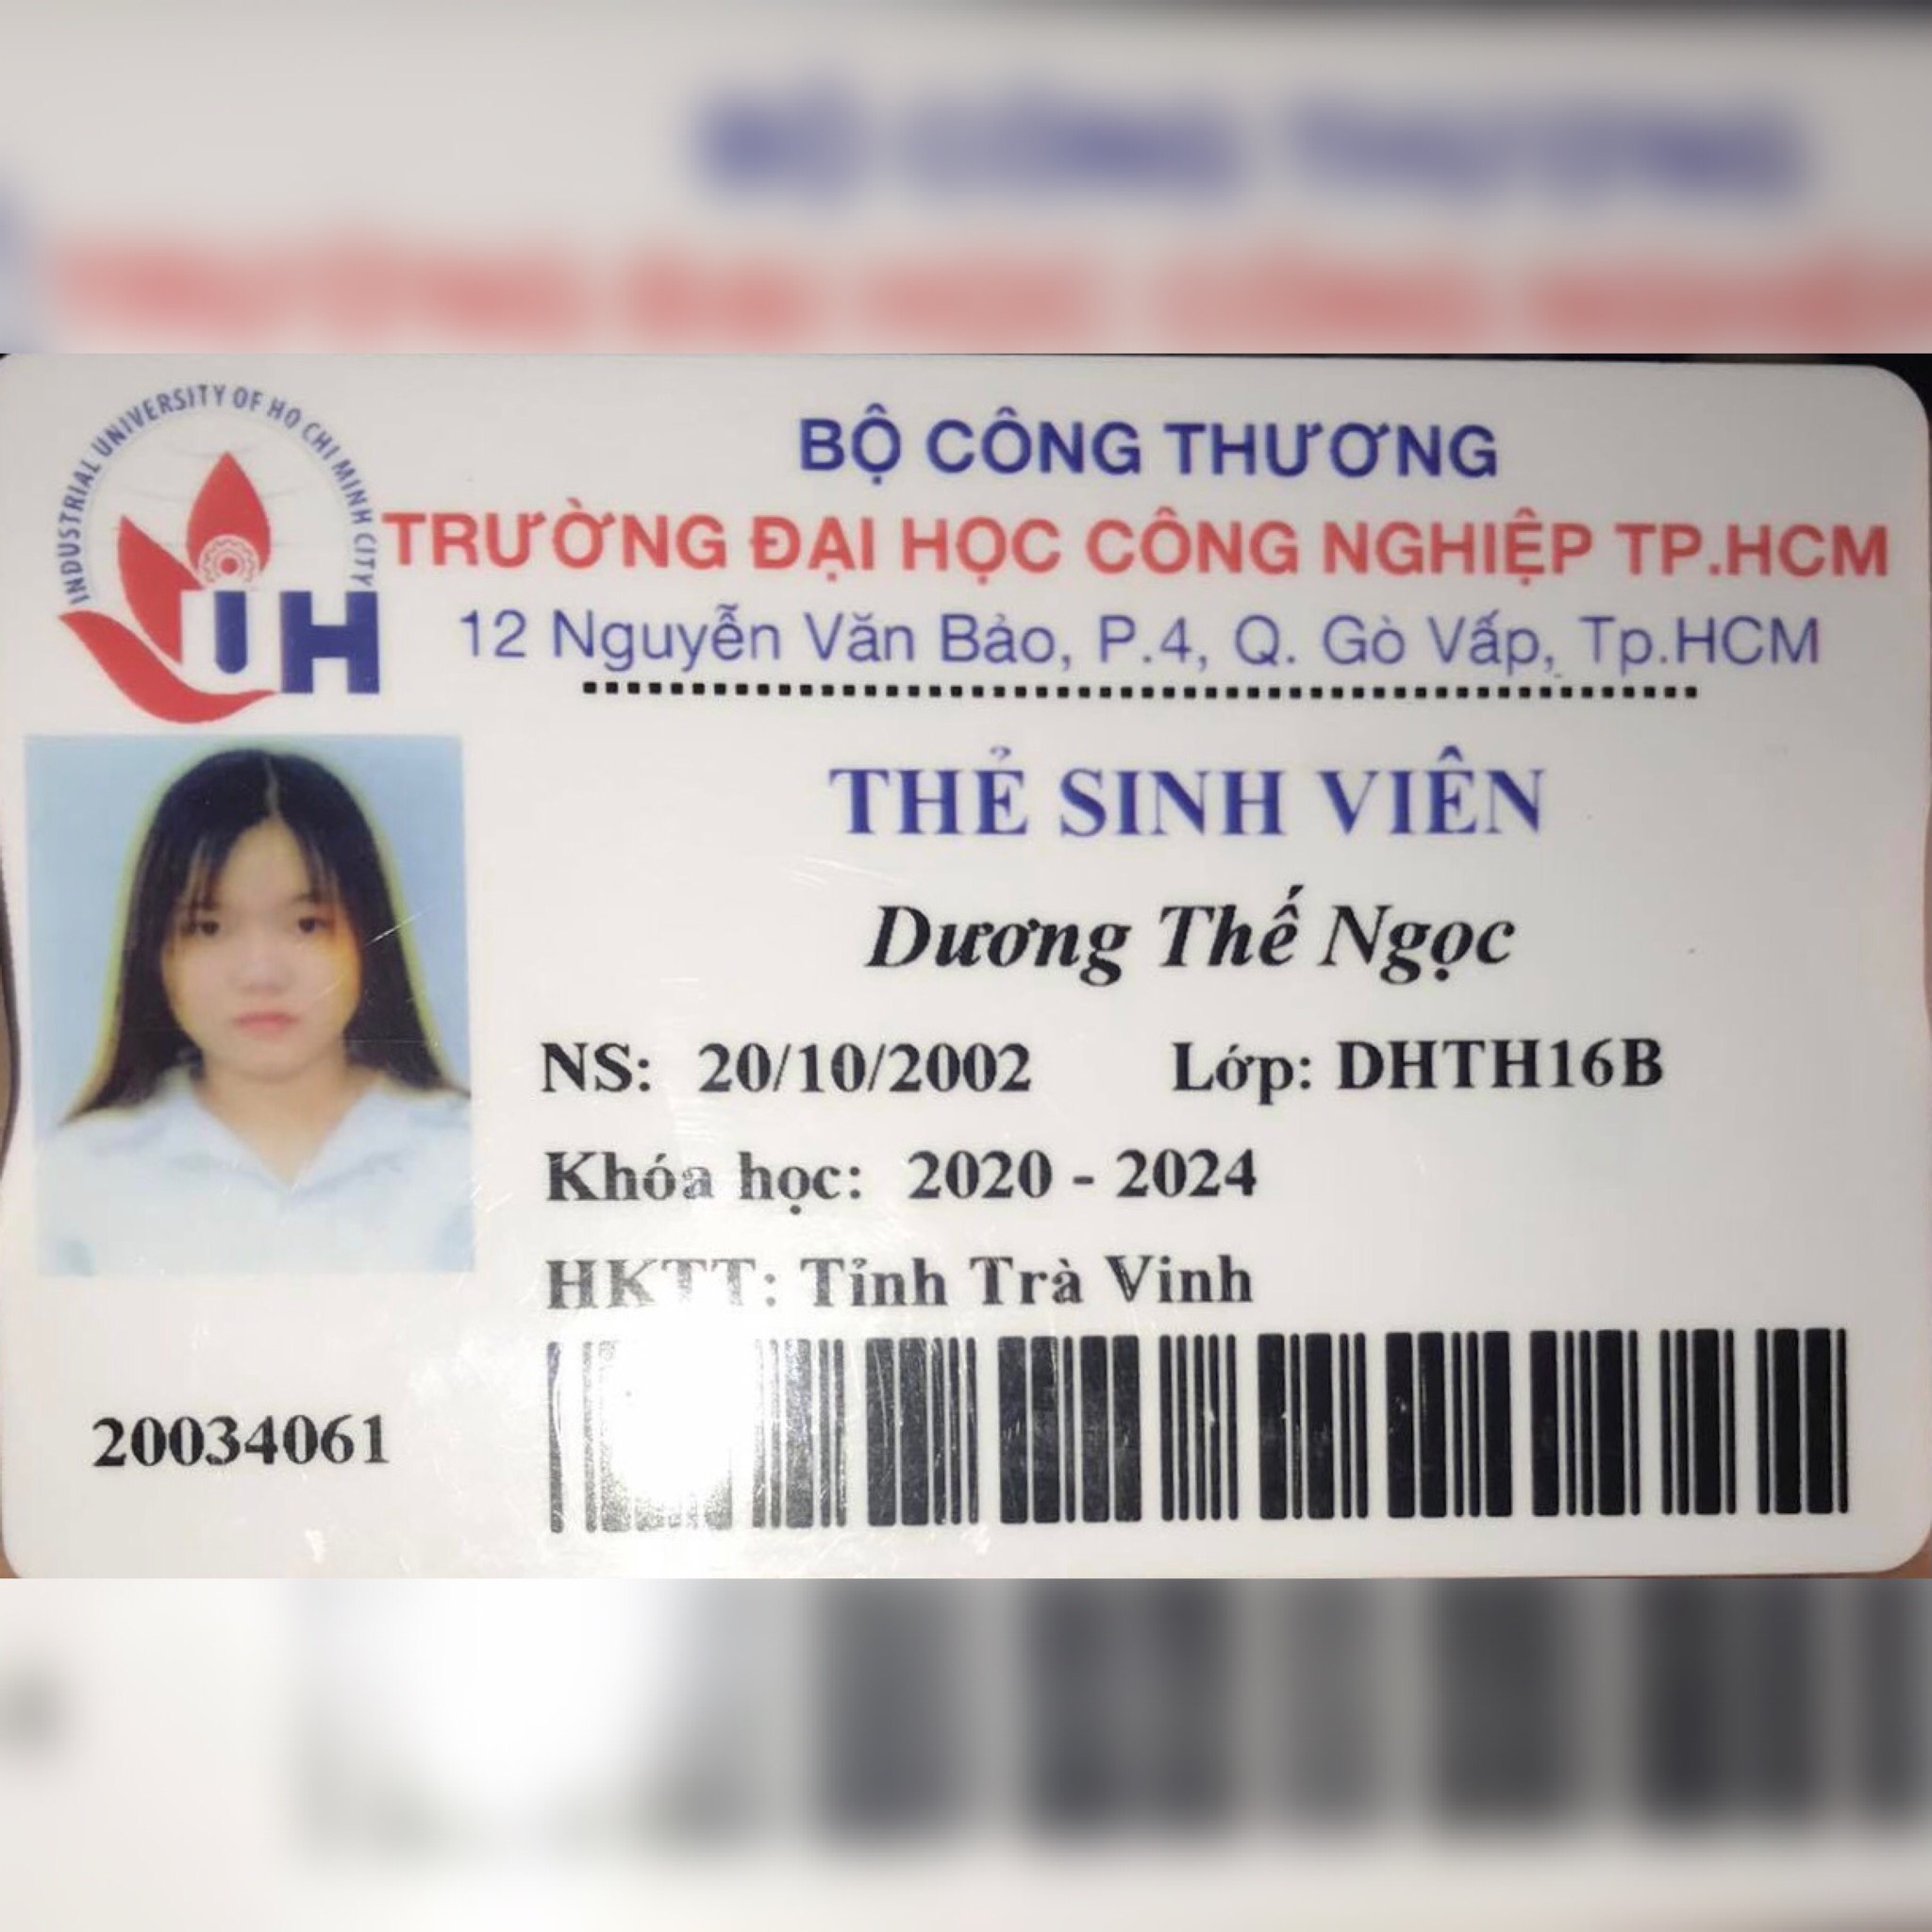 INDUSTRIAL UNIVERSITY OF HO CHI MINH CITY
IUH
BỘ CÔNG THƯƠNG
TRƯỜNG ĐẠI HỌC CÔNG NGHIỆP TP.HCM
12 Nguyễn Văn Bảo, P.4, Q. Gò Vấp, Tp.HCM
THẺ SINH VIÊN
Dương Thế Ngọc
NS: 20/10/2002 Lớp: DHTH16B
Khóa học: 2020 - 2024
HKTT: Tỉnh Trà Vinh
20034061